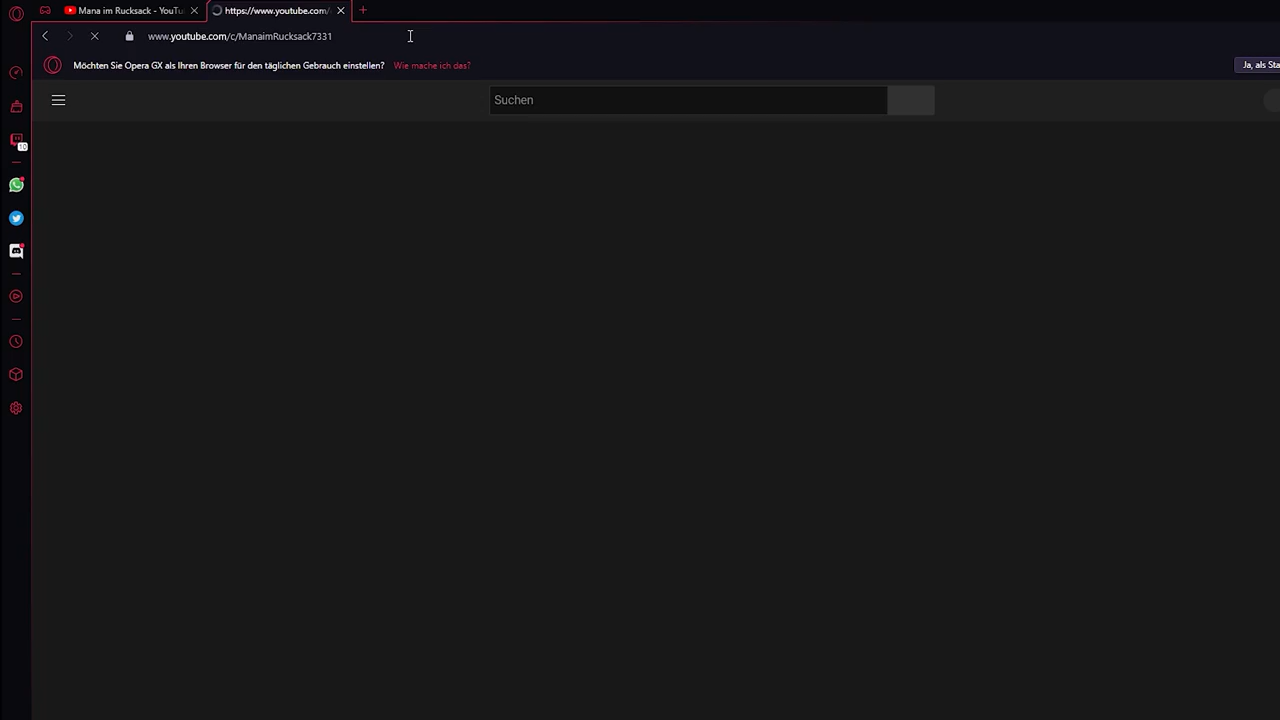 Mana im Rucksack - YouTu
https://www.youtube.com/
www.youtube.com/c/ManaimRucksack7331
Möchten Sie Opera GX als Ihren Browser für den täglichen Gebrauch einstellen? Wie mache ich das?
Ja, als Sta
Suchen
10